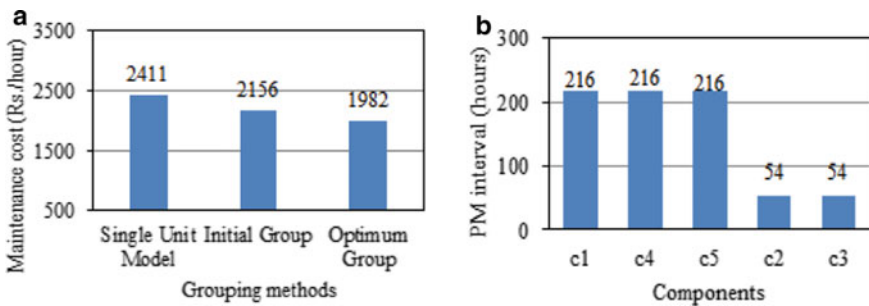 a
Maintenance cost (Rs./hour)
3500
2500
1500
500
2411
2156
1982
Single Unit Model
Initial Group
Optimum Group
Grouping methods
b
PM interval (hours)
300
200
100
0
216
216
216
54
54
c1
c4
c5
c2
c3
Components